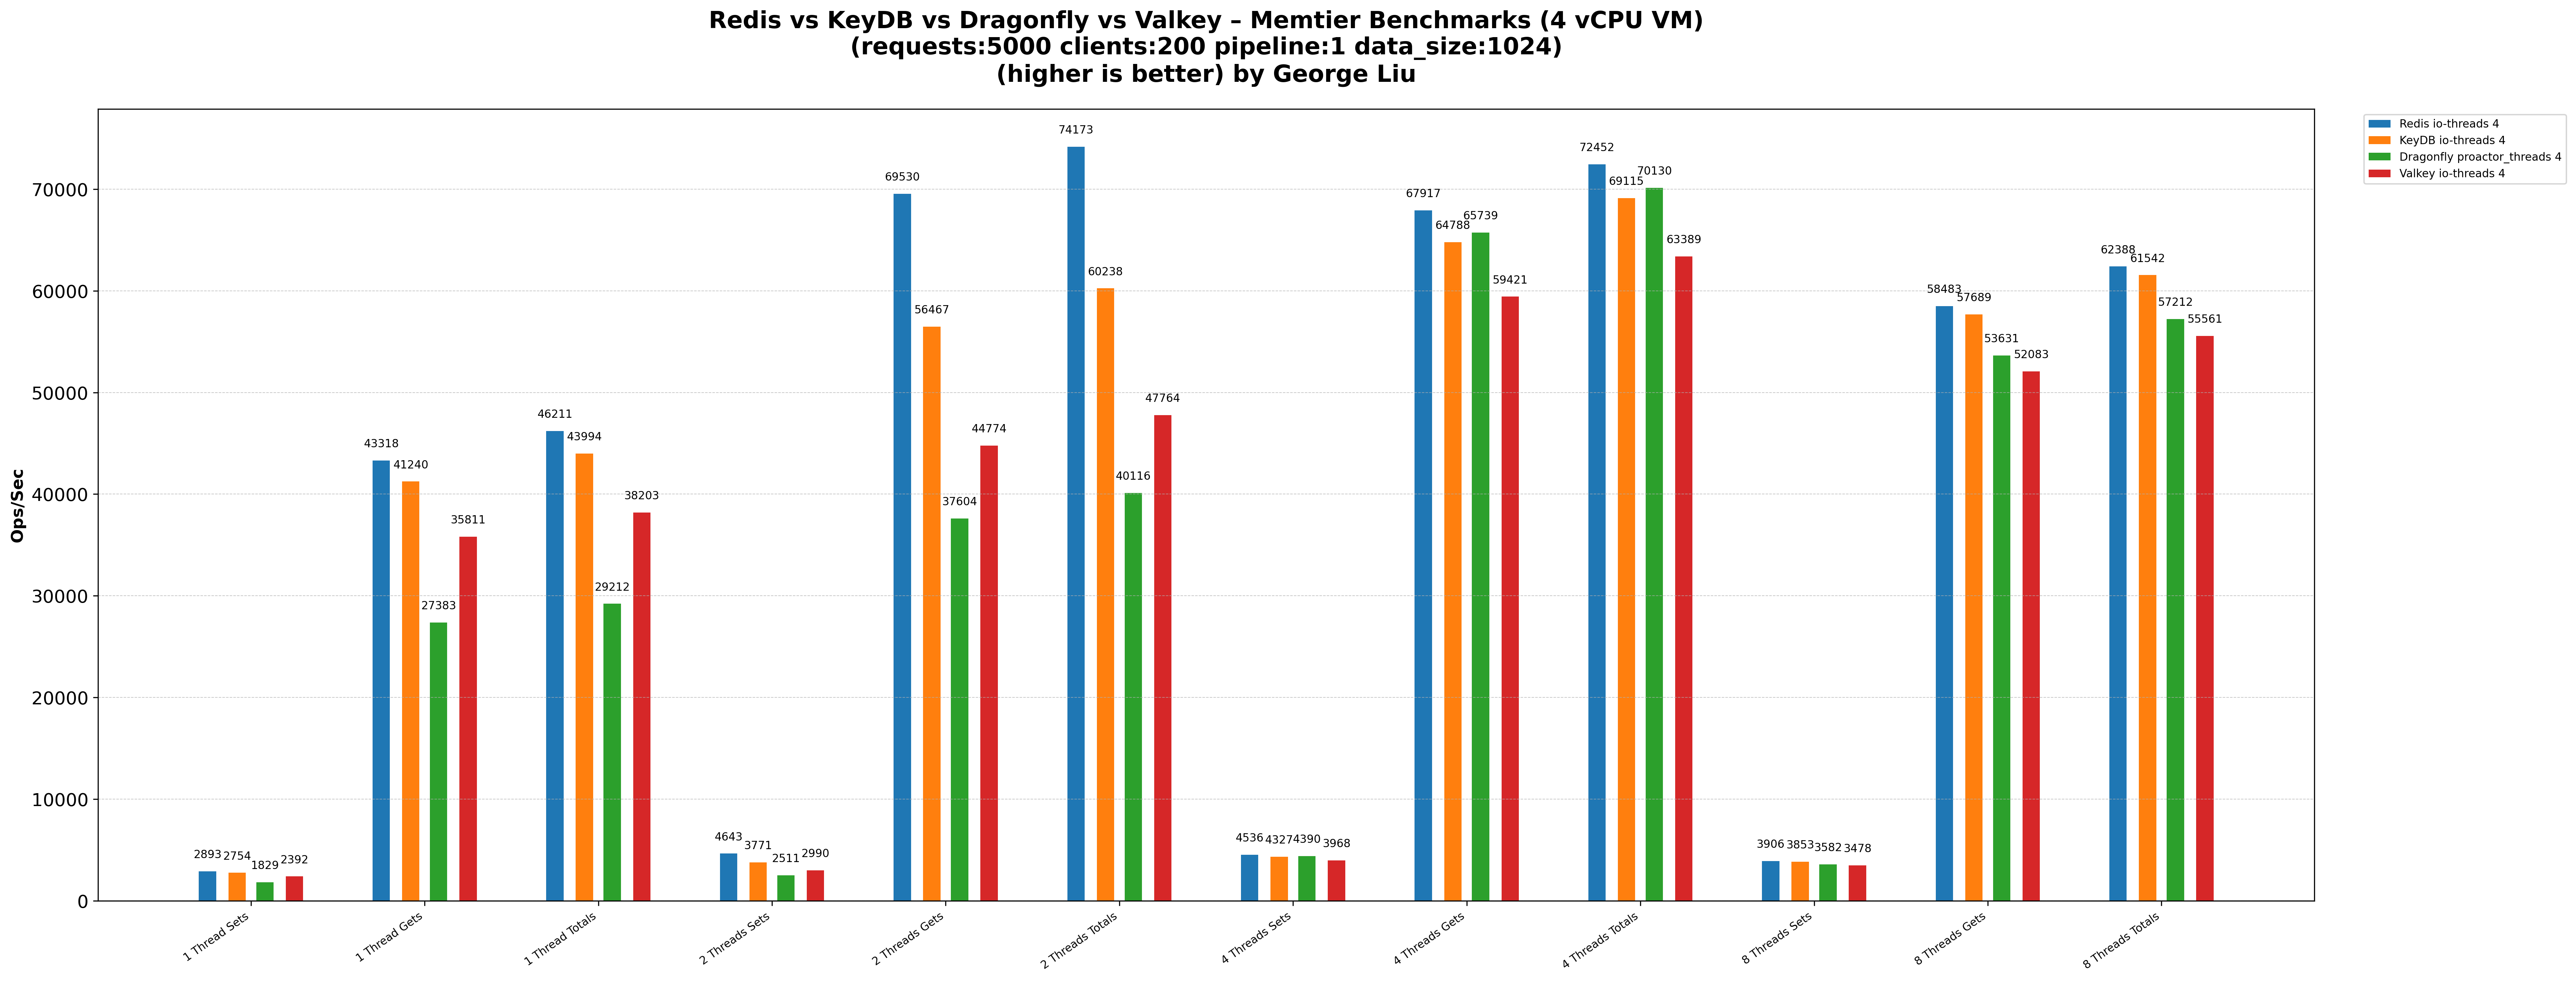 Redis vs KeyDB vs Dragonfly vs Valkey – Memtier Benchmarks (4 vCPU VM)
(requests:5000 clients:200 pipeline:1 data_size:1024)
(higher is better) by George Liu
Redis io-threads 4
KeyDB io-threads 4
Dragonfly proactor_threads 4
Valkey io-threads 4
Ops/Sec
70000
60000
50000
40000
30000
20000
10000
0
2893 2754 1829 2392
43318 41240 27383 35811
46211 43994 29212 38203
4643 3771 2511 2990
69530 56467 37604 44774
74173 60238 40116 47764
4536 4327 4390 3968
67917 64788 65739 59421
72452 69115 70130 63389
3906 3853 3582 3478
58483 57689 53631 52083
62388 61542 57212 55561
1 Thread Sets
1 Thread Gets
1 Thread Totals
2 Threads Sets
2 Threads Gets
2 Threads Totals
4 Threads Sets
4 Threads Gets
4 Threads Totals
8 Threads Sets
8 Threads Gets
8 Threads Totals